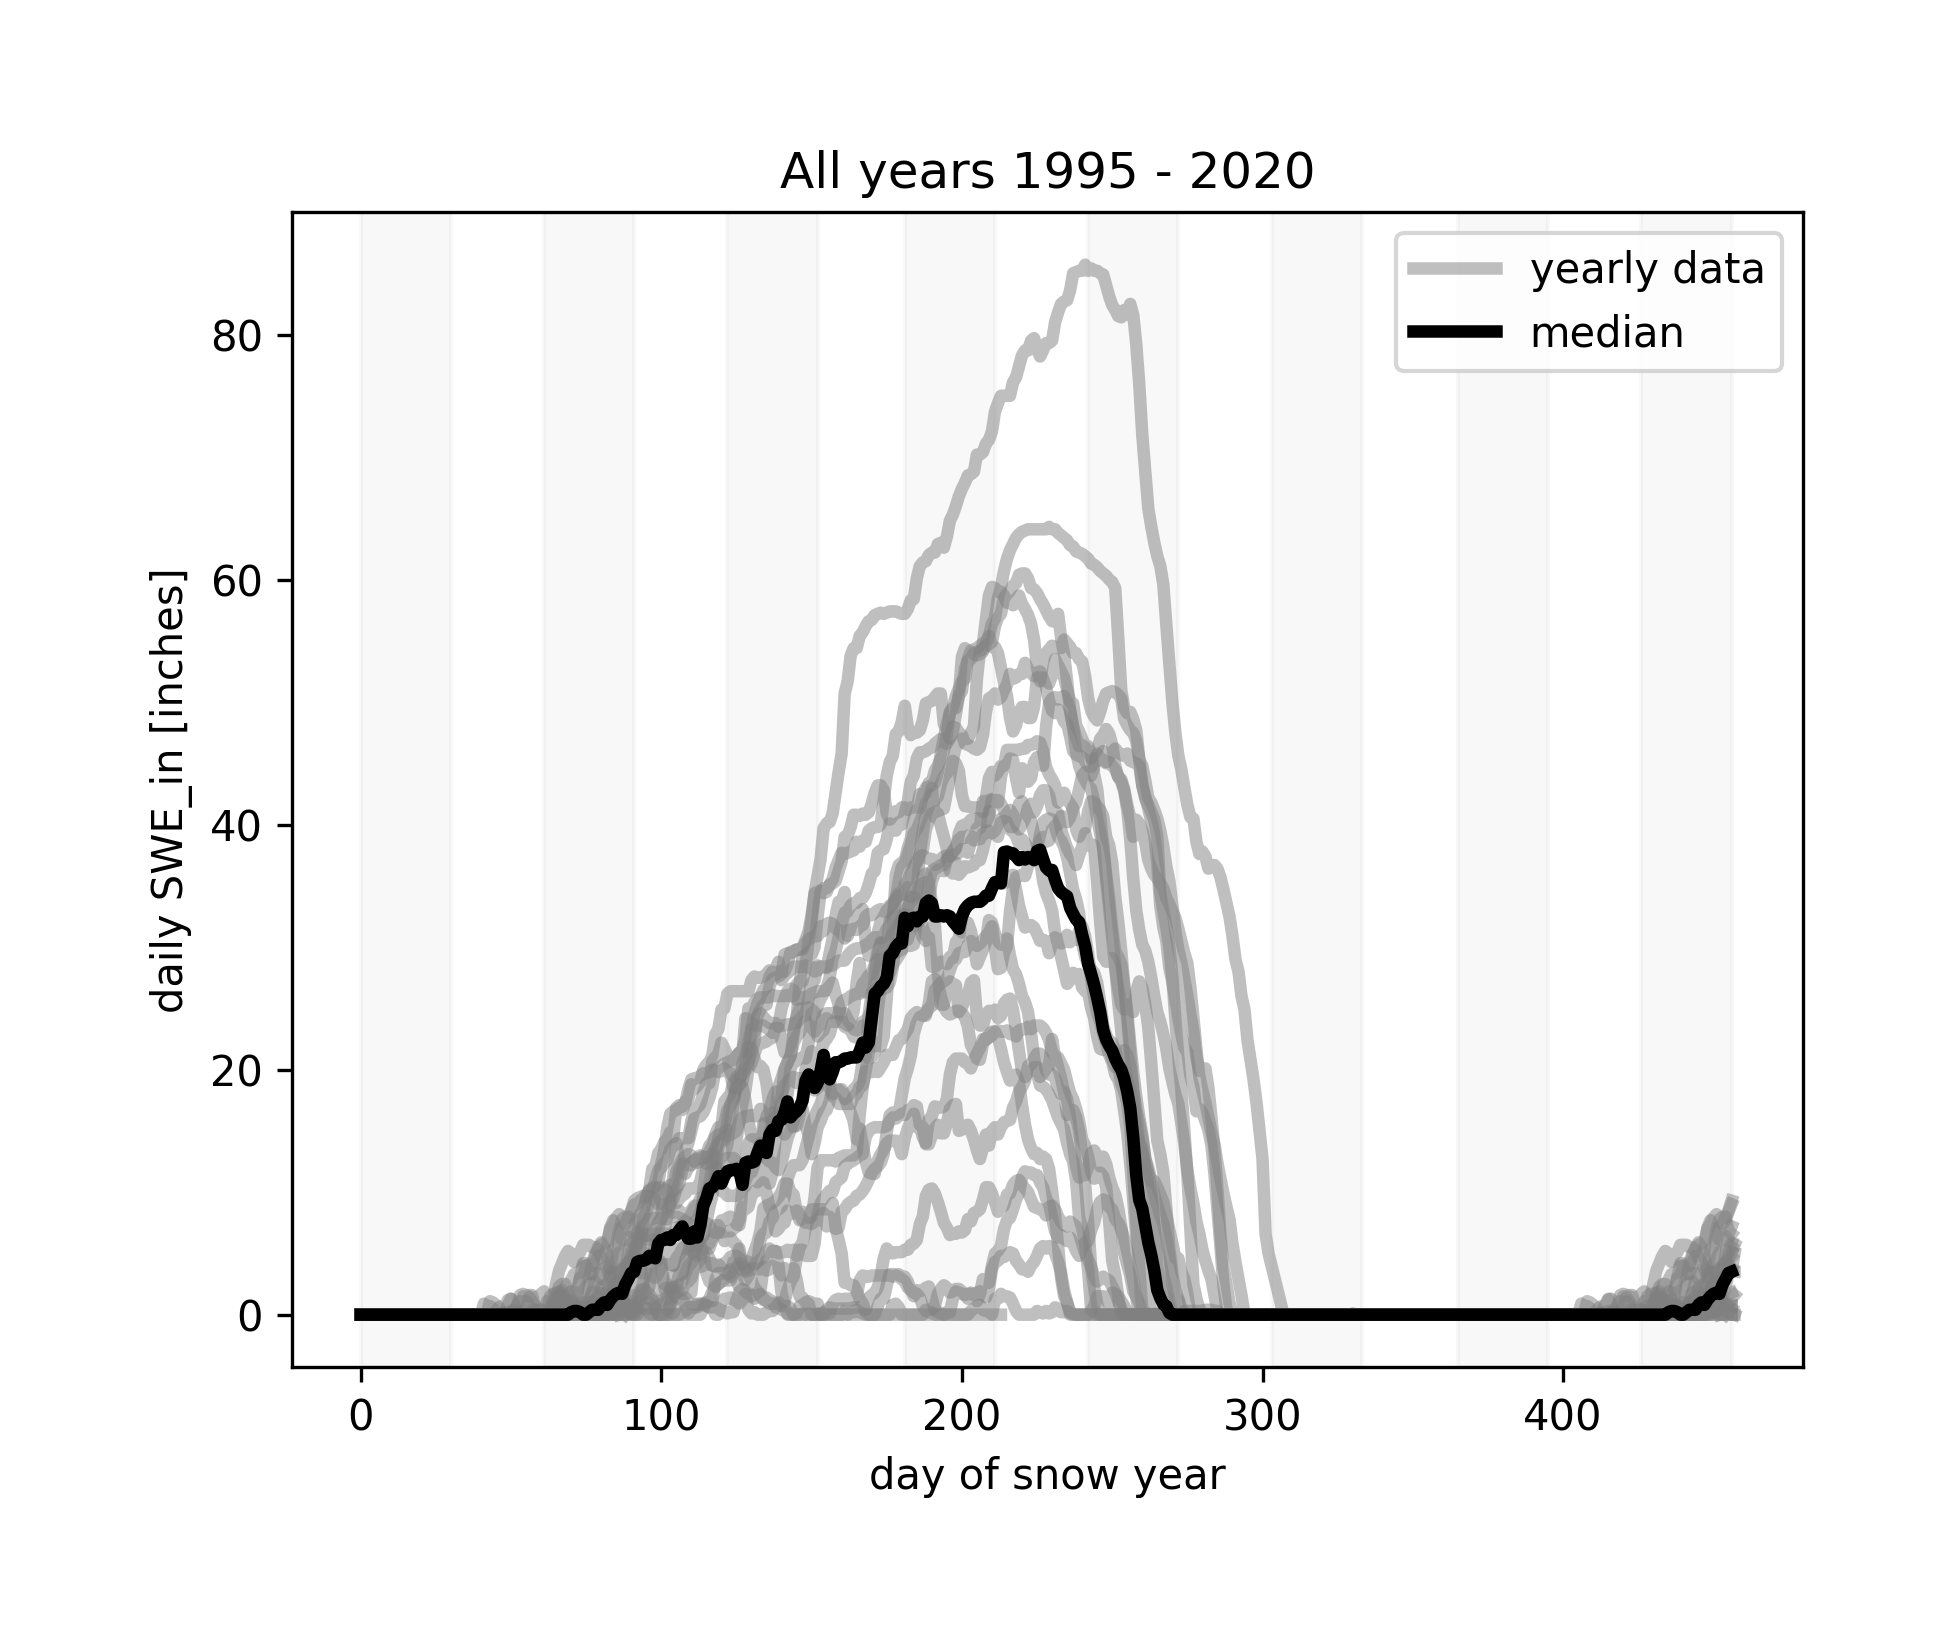 All years 1995 - 2020
yearly data
median
daily SWE_in [inches]
80
60
40
20
0
0 100 200 300 400
day of snow year